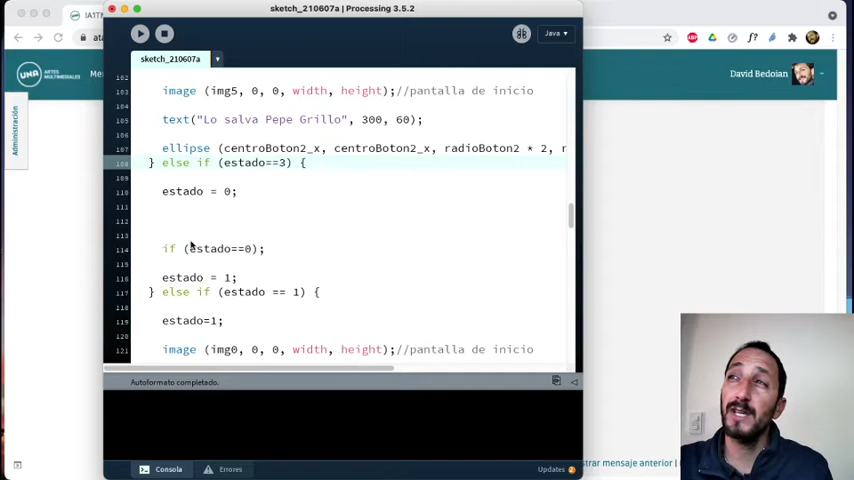 sketch_210607a | Processing 3.5.2
Java
sketch_210607a
UNA
ARTES
MULTIMEDIALES
David Bedoian
Administración
102
103 image (img5, 0, 0, width, height);//pantalla de inicio
104
105 text("Lo salva Pepe Grillo", 300, 60);
106
107 ellipse (centroBoton2_x, centroBoton2_x, radioBoton2 * 2,
108 } else if (estado==3) {
109
110 estado = 0;
111
112
113
114 if (estado==0);
115
116 estado = 1;
117 } else if (estado == 1) {
118
119 estado=1;
120
121 image (img0, 0, 0, width, height);//pantalla de inicio
Autoformato completado.
Consola
Errores
Updates 2
strar mensaje anterior |